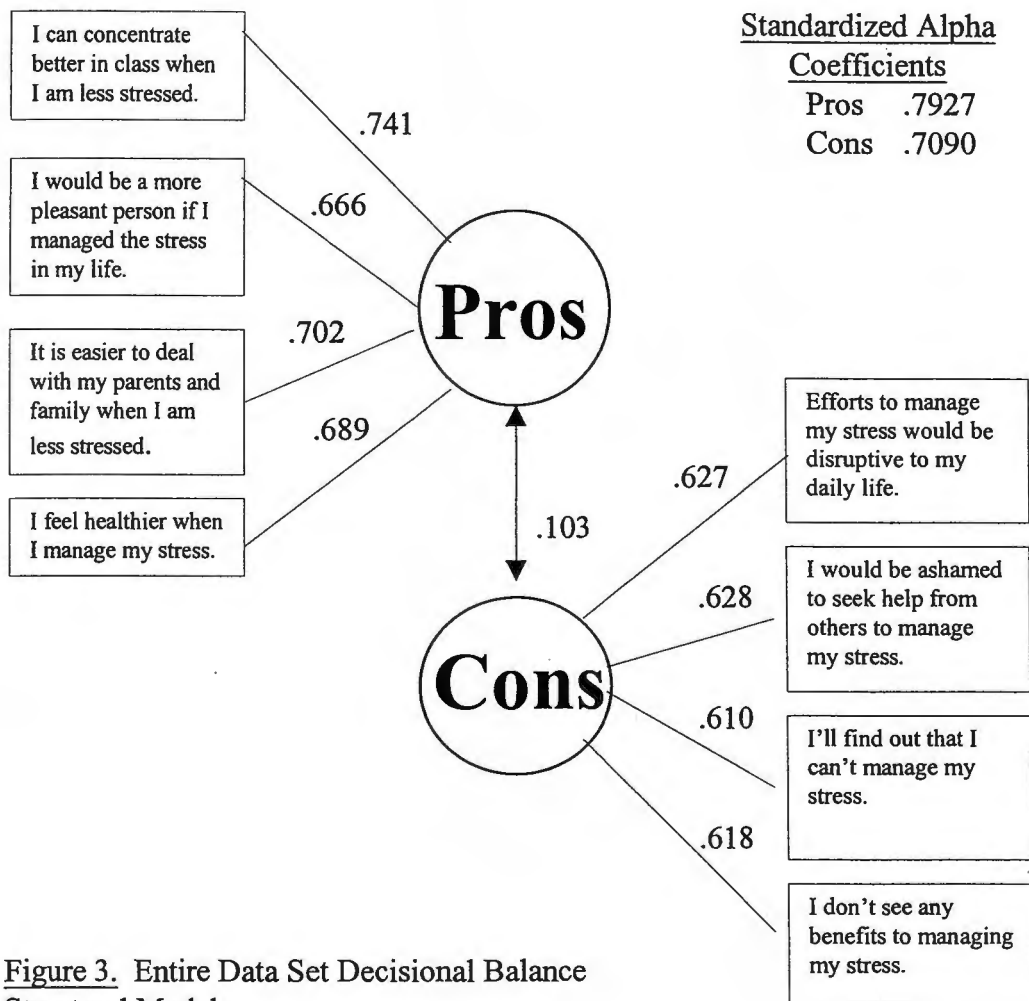 Standardized Alpha
Coefficients
Pros .7927
Cons .7090
I can concentrate
better in class when
I am less stressed.
.741
I would be a more
pleasant person if I
managed the stress
in my life.
.666
It is easier to deal
with my parents and
family when I am
less stressed.
.702
I feel healthier when
I manage my stress.
.689
Pros
.103
Cons
.627
Efforts to manage
my stress would be
disruptive to my
daily life.
.628
I would be ashamed
to seek help from
others to manage
my stress.
.610
I'll find out that I
can't manage my
stress.
.618
I don't see any
benefits to managing
my stress.
Figure 3. Entire Data Set Decisional Balance